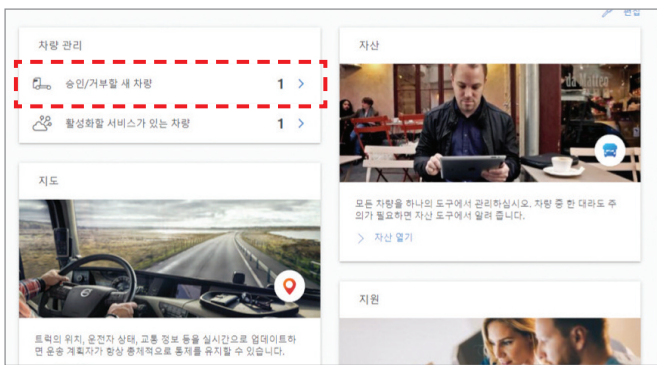 편집
차량 관리
승인/거부할 새 차량 1 >
활성화할 서비스가 있는 차량 1 >
지도
트럭의 위치, 운전자 상태, 교통 정보 등을 실시간으로 업데이트하
면 운송 계획자가 항상 총체적으로 통제를 유지할 수 있습니다.
자산
da Matteo
모든 차량을 하나의 도구에서 관리하십시오. 차량 중 한 대라도 주
의가 필요하면 자산 도구에서 알려 줍니다.
> 자산 열기
지원